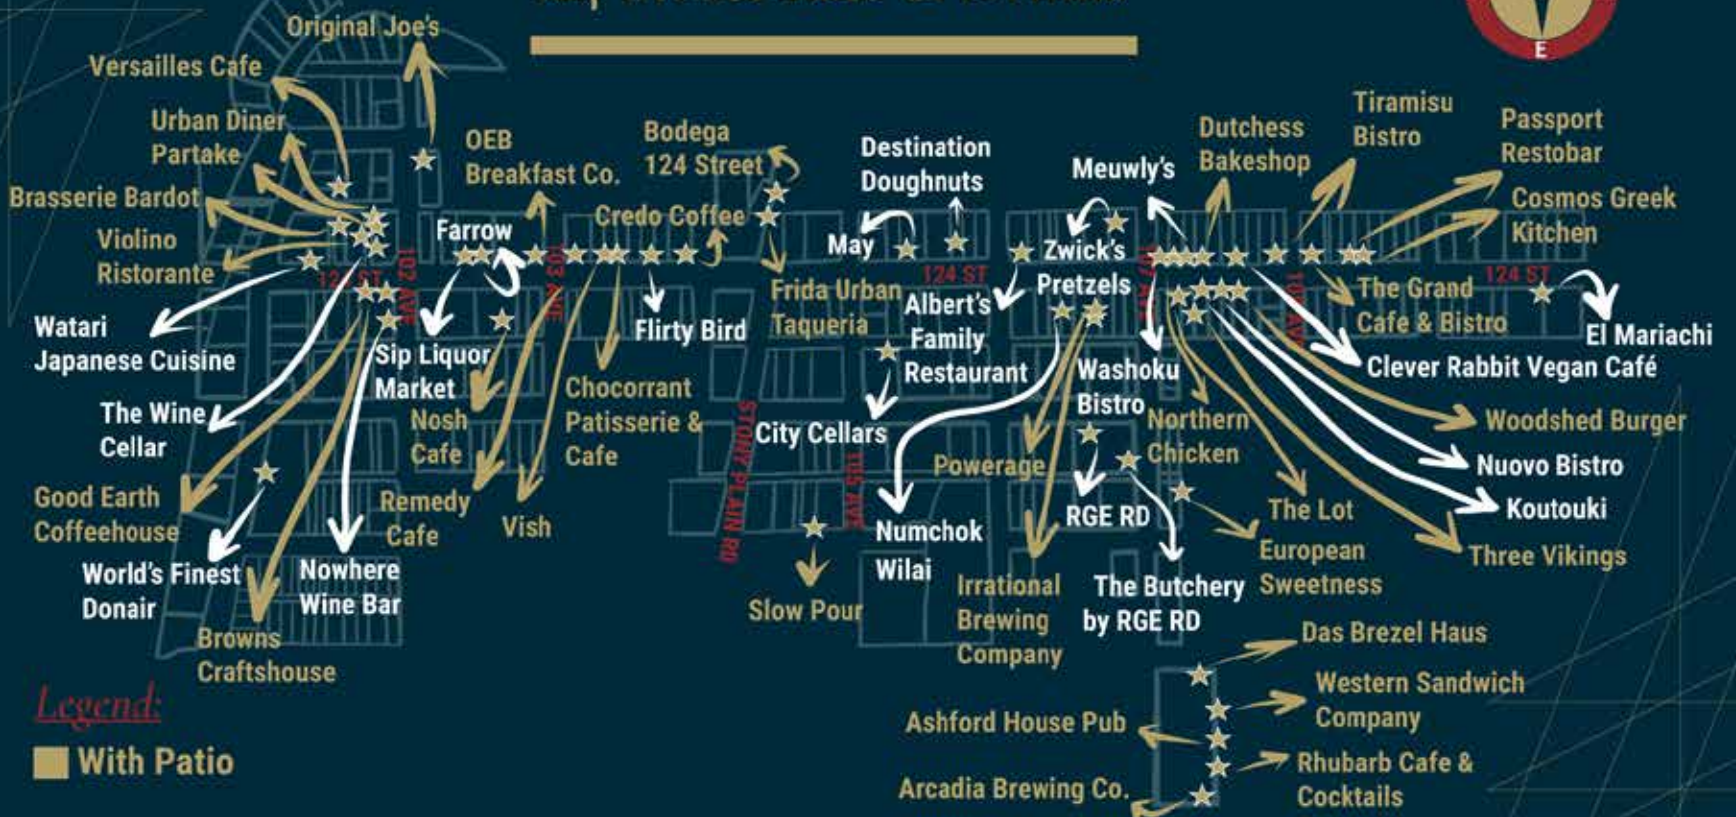 E
Original Joe's
Versailles Cafe
Urban Diner
Partake
Brasserie Bardot
Violino
Ristorante
Watari
Japanese Cuisine
The Wine
Cellar
Good Earth
Coffeehouse
World's Finest
Donair
Browns
Craftshouse
Nowhere
Wine Bar
102 AVE
Farrow
OEB
Breakfast Co.
103 AVE
Sip Liquor
Market
Nosh
Cafe
Remedy
Cafe
Vish
Chocorrant
Patisserie &
Cafe
Flirty Bird
Credo Coffee
Bodega
124 Street
Frida Urban
Taqueria
STONY PLAIN RD
Slow Pour
105 AVE
City Cellars
May
Destination
Doughnuts
124 ST
Albert's
Family
Restaurant
Numchok
Wilai
Zwick's
Pretzels
Meuwly's
Washoku
Bistro
Powerage
Irrational
Brewing
Company
RGE RD
The Butchery
by RGE RD
Northern
Chicken
European
Sweetness
The Lot
Dutchess
Bakeshop
Tiramisu
Bistro
Passport
Restobar
Cosmos Greek
Kitchen
The Grand
Cafe & Bistro
124 ST
El Mariachi
Clever Rabbit Vegan Café
Woodshed Burger
Nuovo Bistro
Koutouki
Three Vikings
Das Brezel Haus
Western Sandwich
Company
Ashford House Pub
Rhubarb Cafe &
Cocktails
Arcadia Brewing Co.
Legend:
With Patio